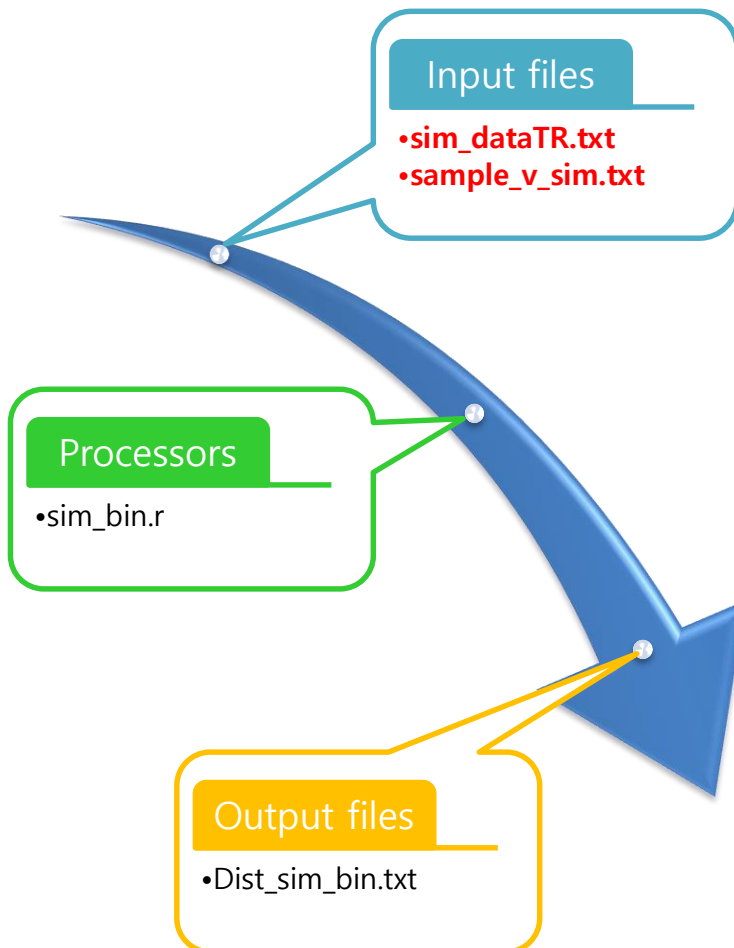 Input files
•sim_dataTR.txt
•sample_v_sim.txt
Processors
•sim_bin.r
Output files
•Dist_sim_bin.txt